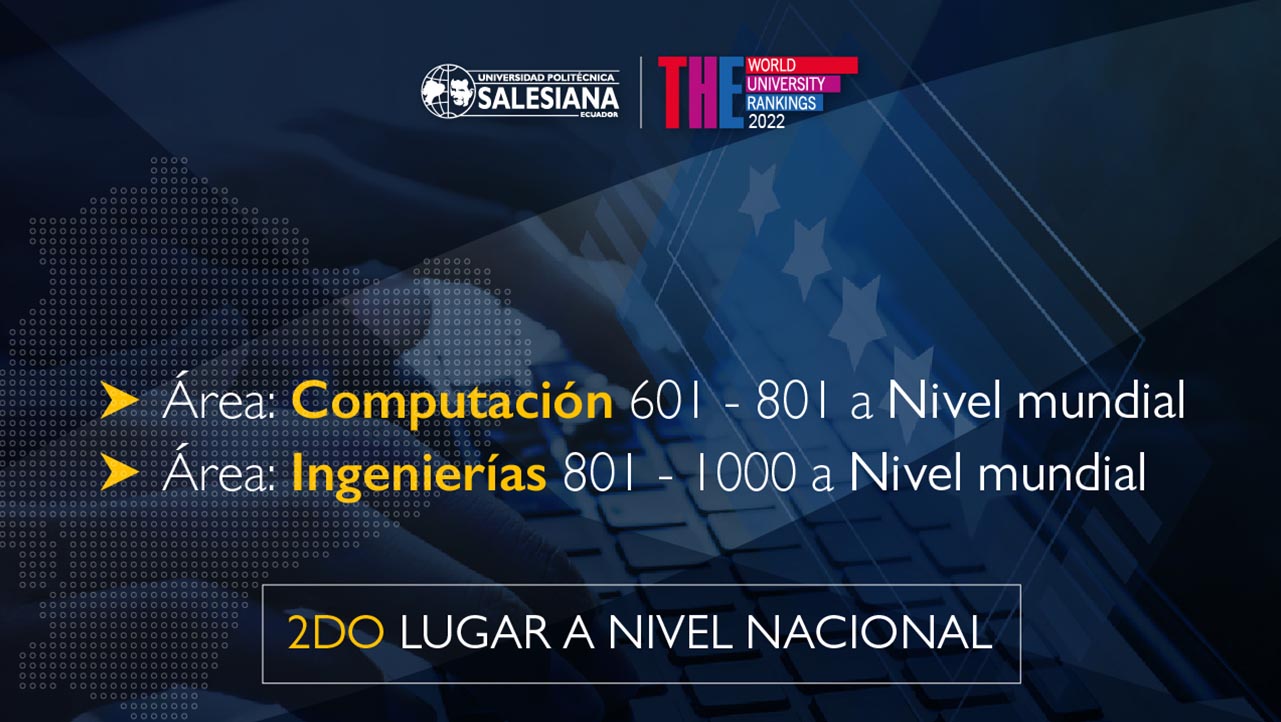 UNIVERSIDAD POLITÉCNICA
SALESIANA
ECUADOR
THE
WORLD
UNIVERSITY
RANKINGS
2022
Área: Computación 601 - 801 a Nivel mundial
Área: Ingenierías 801 - 1000 a Nivel mundial
2DO LUGAR A NIVEL NACIONAL